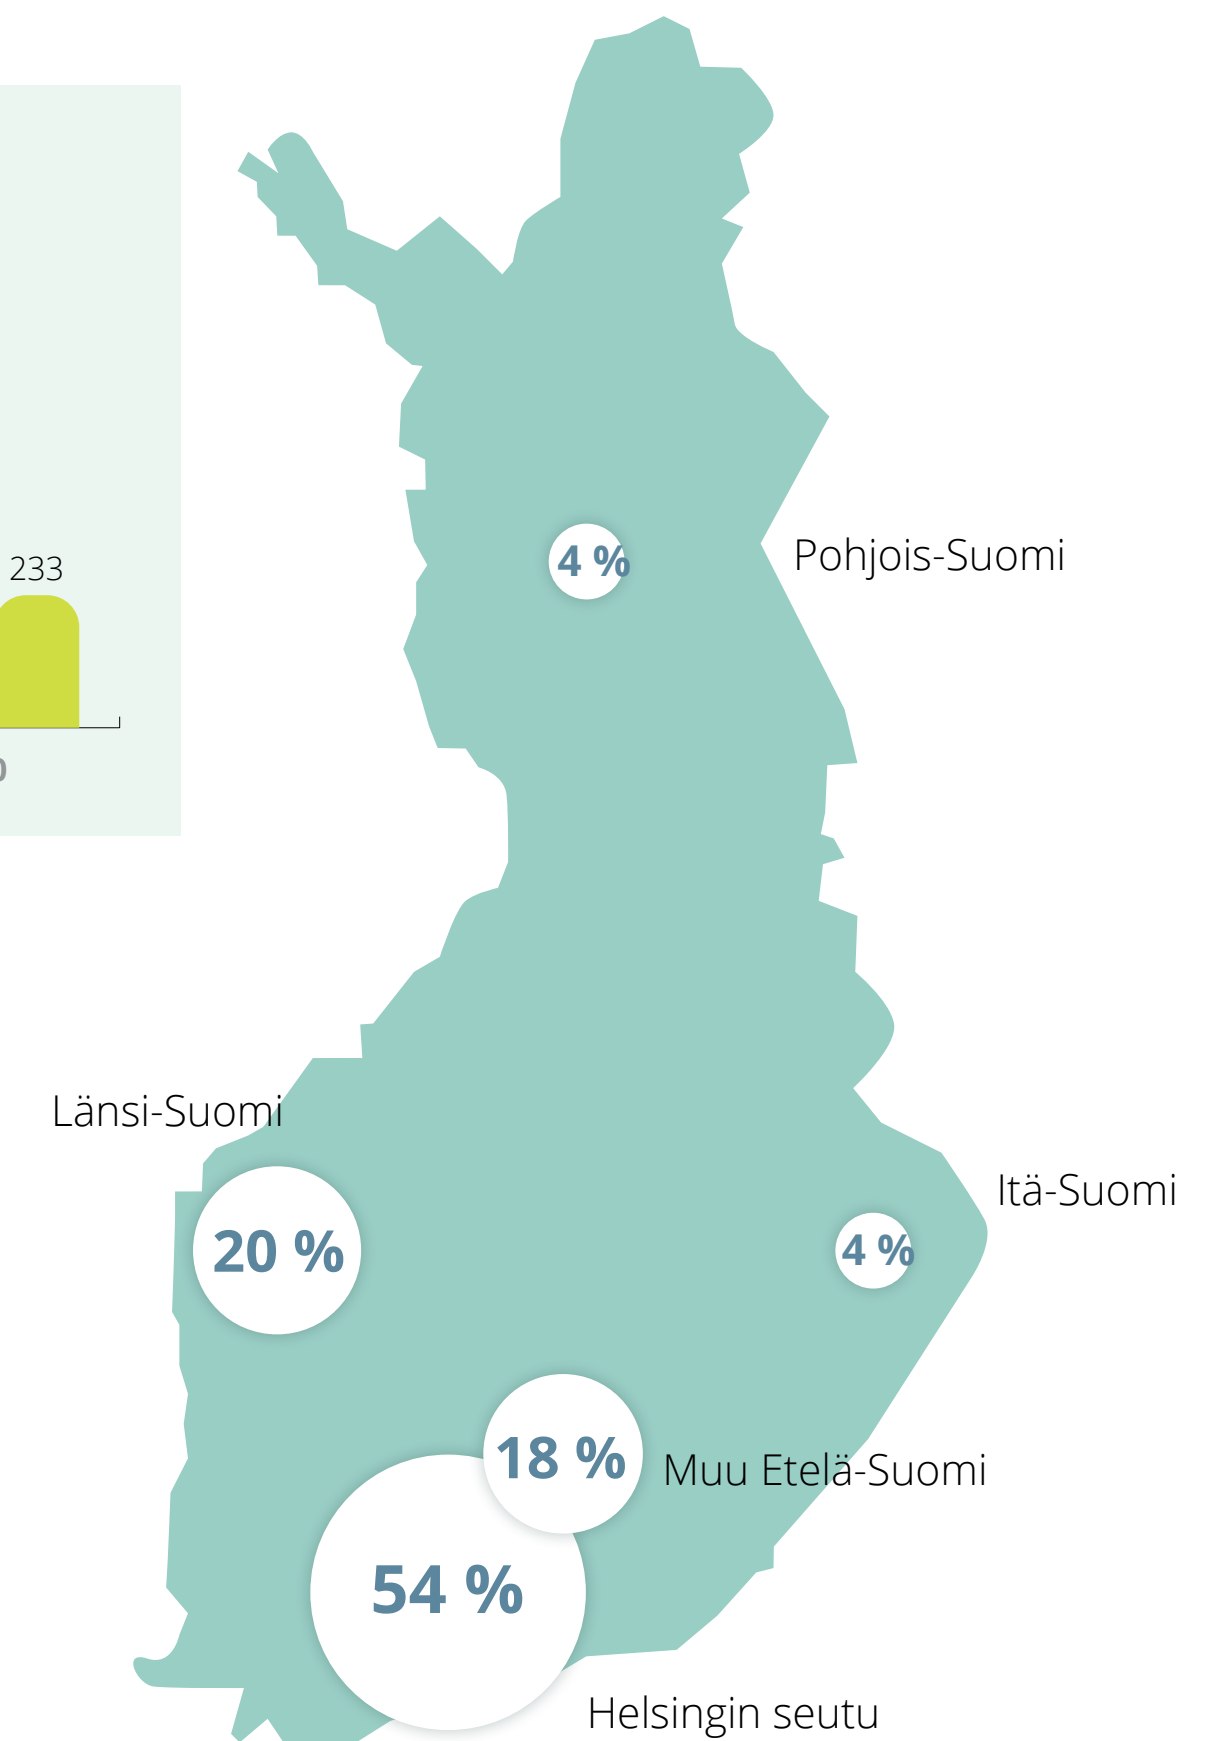 4 %
Pohjois-Suomi
233
Länsi-Suomi
Itä-Suomi
20 %
4 %
18 %
Muu Etelä-Suomi
54 %
Helsingin seutu